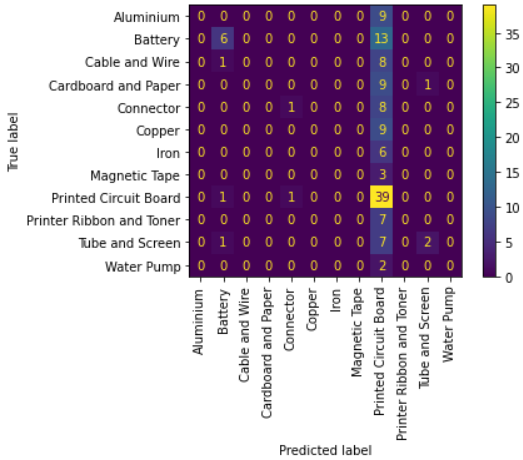 True label
Aluminium 0 0 0 0 0 0 0 0 9 0 0 0
Battery 0 6 0 0 0 0 0 0 13 0 0 0
Cable and Wire 0 1 0 0 0 0 0 0 8 0 0 0
Cardboard and Paper 0 0 0 0 0 0 0 0 9 0 1 0
Connector 0 0 0 0 1 0 0 0 8 0 0 0
Copper 0 0 0 0 0 0 0 0 9 0 0 0
Iron 0 0 0 0 0 0 0 0 6 0 0 0
Magnetic Tape 0 0 0 0 0 0 0 0 3 0 0 0
Printed Circuit Board 0 1 0 0 1 0 0 0 39 0 0 0
Printer Ribbon and Toner 0 0 0 0 0 0 0 0 7 0 0 0
Tube and Screen 0 1 0 0 0 0 0 0 7 0 2 0
Water Pump 0 0 0 0 0 0 0 0 2 0 0 0
Aluminium
Battery
Cable and Wire
Cardboard and Paper
Connector
Copper
Iron
Magnetic Tape
Printed Circuit Board
Printer Ribbon and Toner
Tube and Screen
Water Pump
Predicted label
35
30
25
20
15
10
5
0